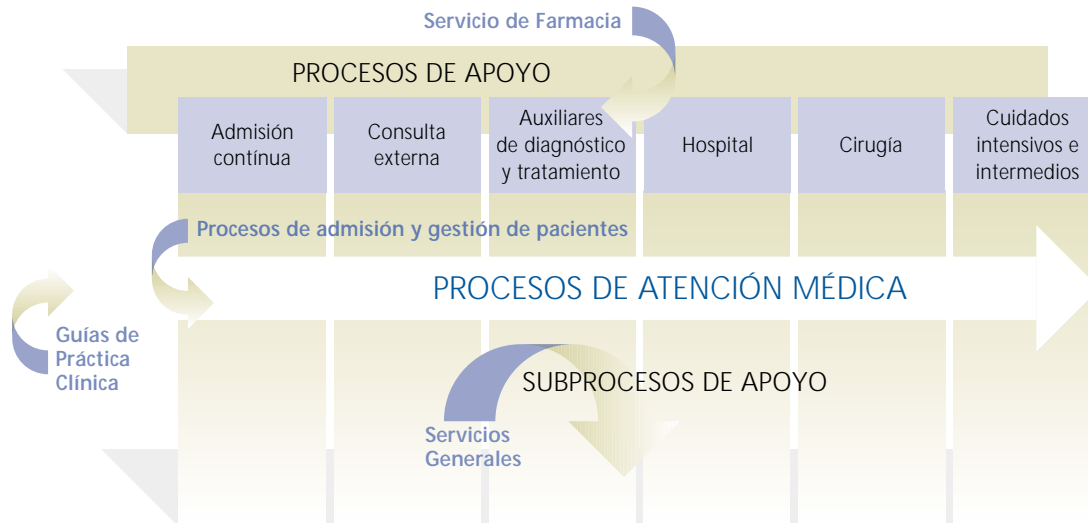 Servicio de Farmacia
PROCESOS DE APOYO
Admisión
contínua
Consulta
externa
Auxiliares
de diagnóstico
y tratamiento
Hospital
Cirugía
Cuidados
intensivos e
intermedios
Procesos de admisión y gestión de pacientes
PROCESOS DE ATENCIÓN MÉDICA
Guías de
Práctica
Clínica
SUBPROCESOS DE APOYO
Servicios
Generales